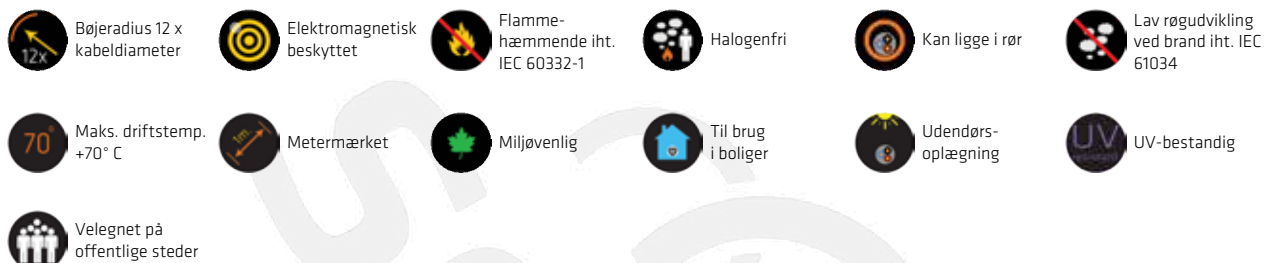 12x
Bøjeradius 12 x
kabeldiameter
Elektromagnetisk
beskyttet
Flamme-
hæmmende iht.
IEC 60332-1
Halogenfri
Kan ligge i rør
Lav røgudvikling
ved brand iht. IEC
61034
70°
Maks. driftstemp.
+70° C
1m.
Metermærket
Miljøvenlig
Til brug
i boliger
Udendørs-
oplægning
UV
resistant
UV-bestandig
Velegnet på
offentlige steder